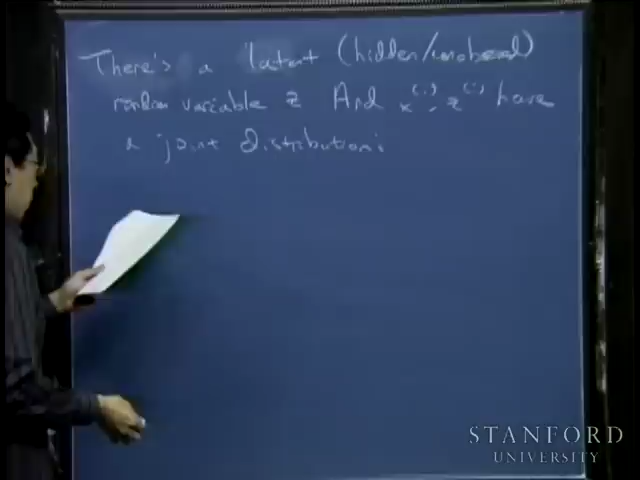 There's a latent (hidden/unobserved)
random variable z And x^(i), z^(i) have
a joint distribution:
STANFORD
UNIVERSITY